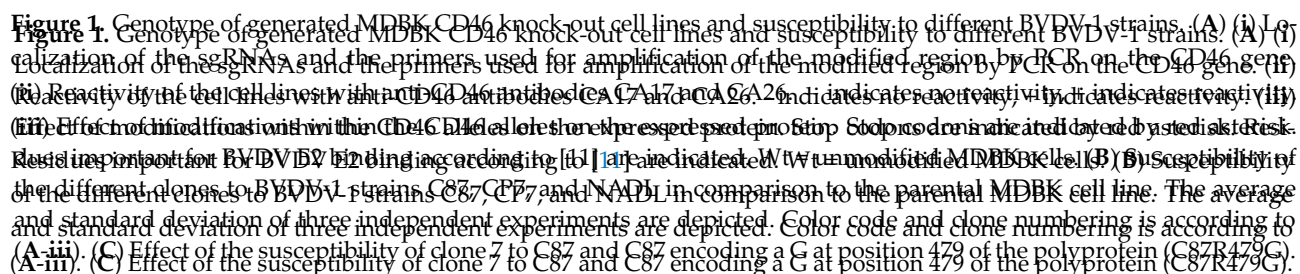 Figure 1. Genotype of generated MDBK CD46 knock-out cell lines and susceptibility to different BVDV-1 strains. (A) (i)
Localization of the sgRNAs and the primers used for amplification of the modified region by PCR on the CD46 gene. (ii)
Reactivity of the cell lines with anti-CD46 antibodies CA17 and CA26. − indicates no reactivity, + indicates reactivity. (iii)
Effect of modifications within the CD46 alleles on the expressed protein. Stop codons are indicated by red asterisk.
Residues important for BVDV E2 binding according to [11] are indicated. Wt = unmodified MDBK cells. (B) Susceptibility
of the different clones to BVDV-1 strains C87, CP7, and NADL in comparison to the parental MDBK cell line. The average
and standard deviation of three independent experiments are depicted. Color code and clone numbering is according to
(A-iii). (C) Effect of the susceptibility of clone 7 to C87 and C87 encoding a G at position 479 of the polyprotein (C87R479G).